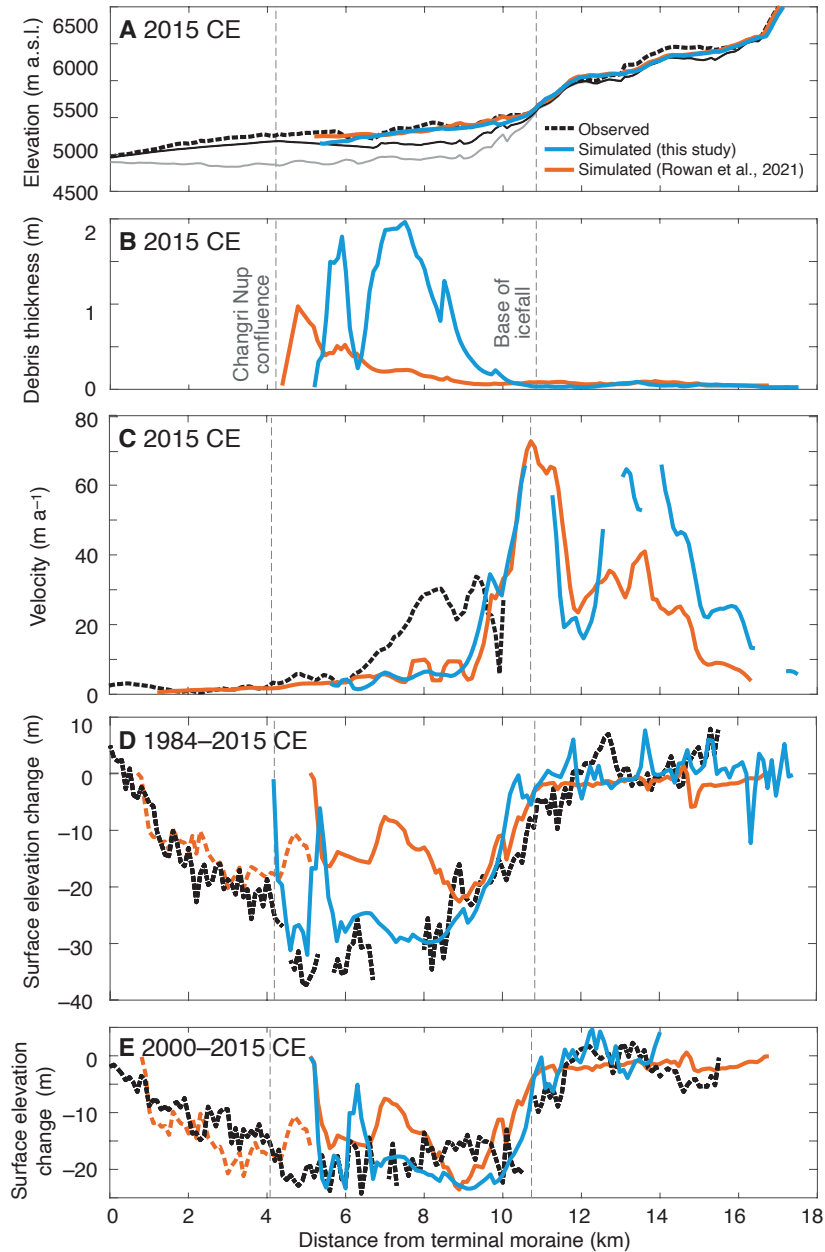 A 2015 CE
6500
6000
5500
5000
4500
Elevation (m a.s.l.)
Observed
Simulated (this study)
Simulated (Rowan et al., 2021)
B 2015 CE
2
1
0
Debris thickness (m)
Changri Nup
confluence
Base of
icefall
C 2015 CE
80
60
40
20
0
Velocity (m a⁻¹)
D 1984–2015 CE
10
0
–10
–20
–30
–40
Surface elevation change (m)
E 2000–2015 CE
0
–10
–20
Surface elevation
change (m)
0 2 4 6 8 10 12 14 16 18
Distance from terminal moraine (km)